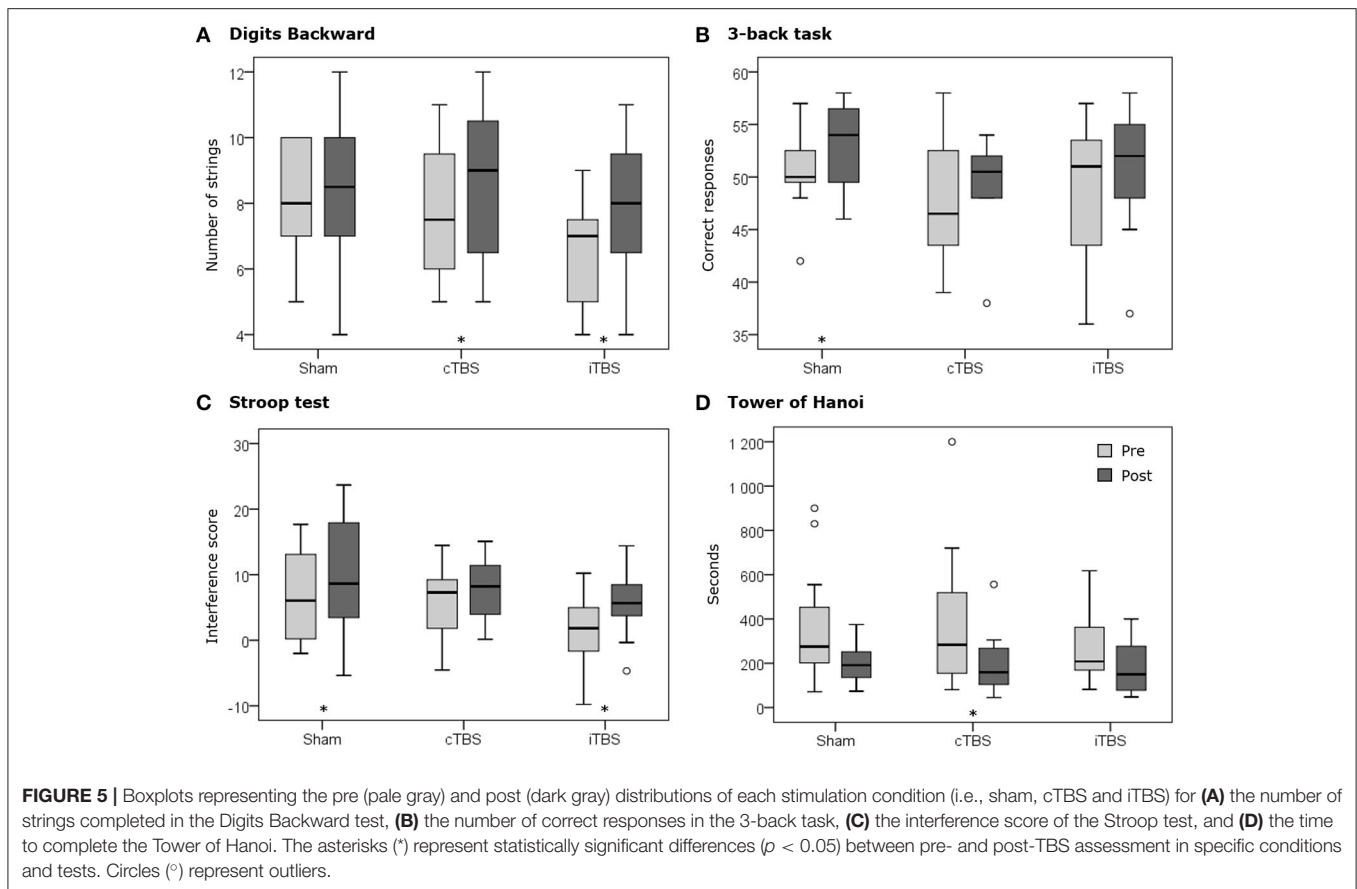 A Digits Backward
Number of strings
12
10
8
6
4
* *
Sham cTBS iTBS
B 3-back task
Correct responses
60
55
50
45
40
35
*
Sham cTBS iTBS
C Stroop test
Interference score
30
20
10
0
-10
* *
Sham cTBS iTBS
D Tower of Hanoi
Seconds
1 200
1 000
800
600
400
200
0
Pre
Post
*
Sham cTBS iTBS
FIGURE 5 | Boxplots representing the pre (pale gray) and post (dark gray) distributions of each stimulation condition (i.e., sham, cTBS and iTBS) for (A) the number of
strings completed in the Digits Backward test, (B) the number of correct responses in the 3-back task, (C) the interference score of the Stroop test, and (D) the time
to complete the Tower of Hanoi. The asterisks (*) represent statistically significant differences (p < 0.05) between pre- and post-TBS assessment in specific conditions
and tests. Circles (○) represent outliers.